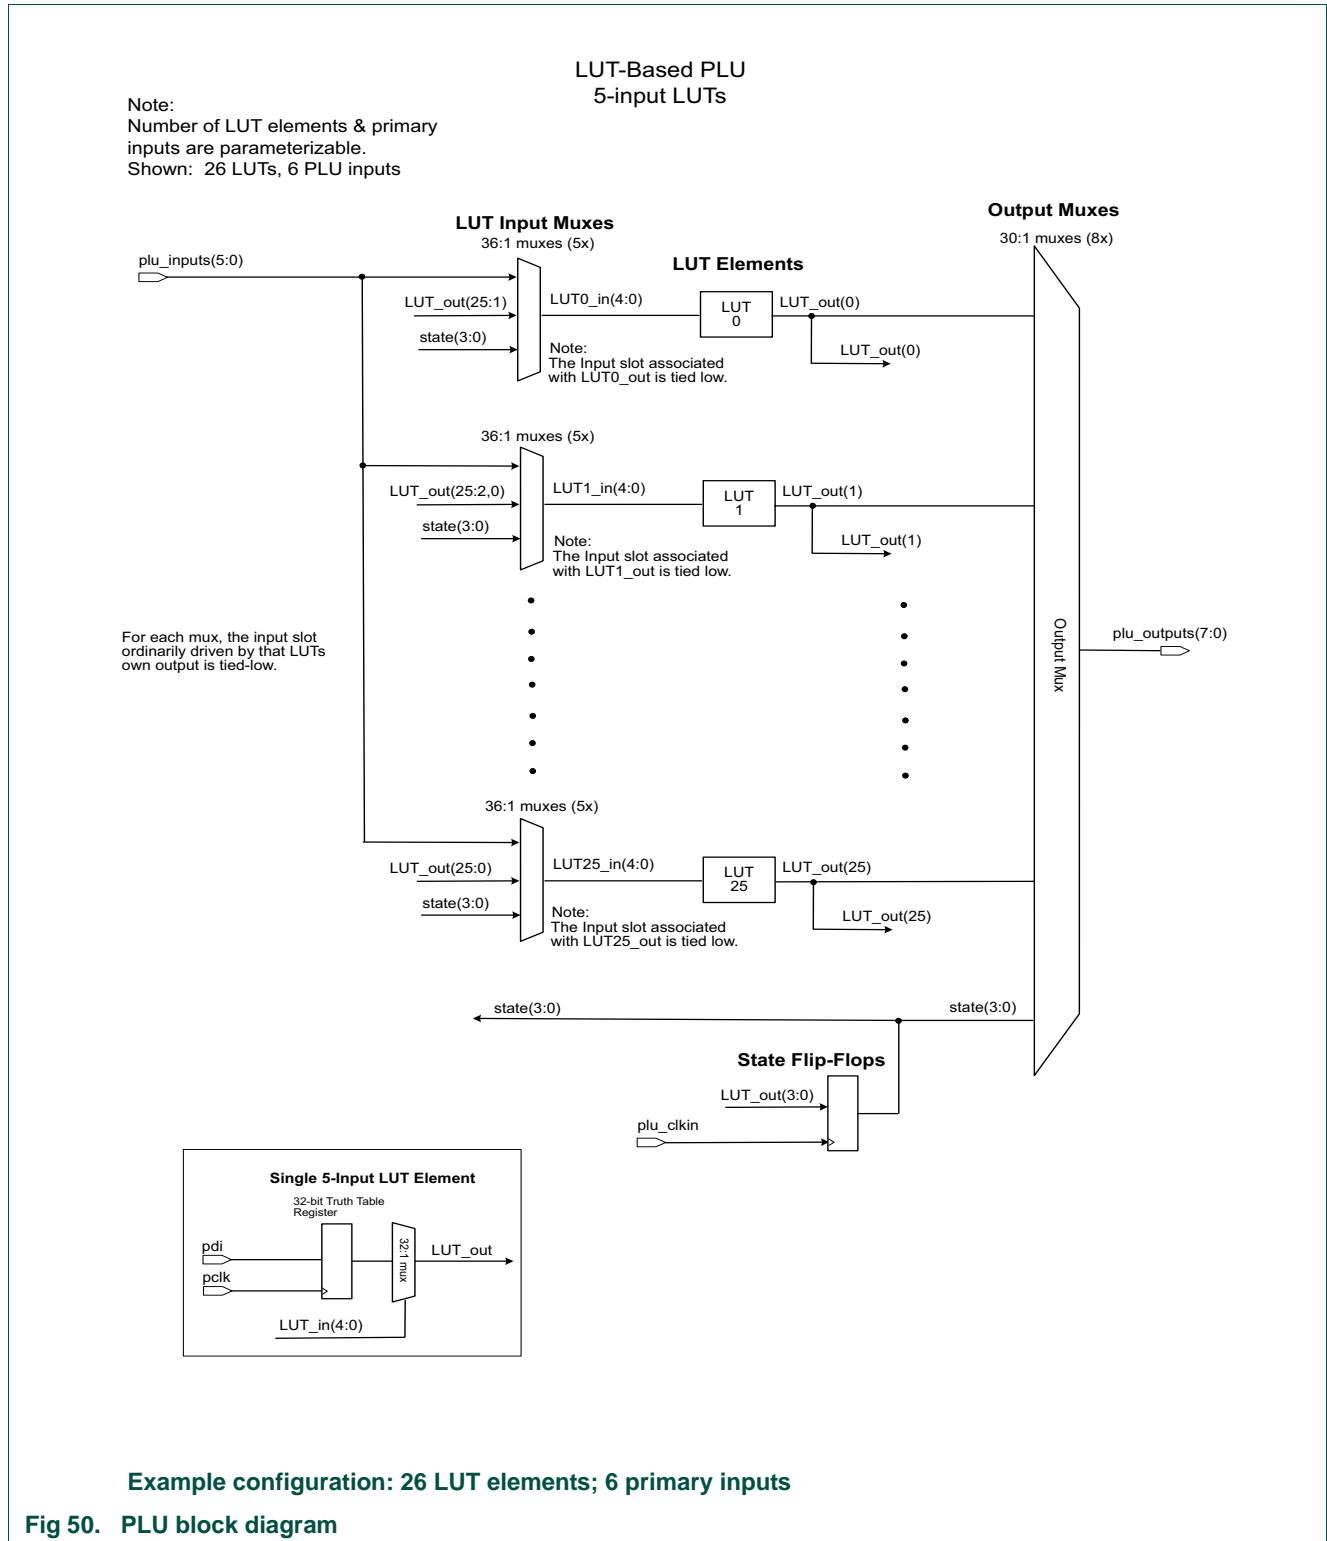 LUT-Based PLU
5-input LUTs
Note:
Number of LUT elements & primary
inputs are parameterizable.
Shown: 26 LUTs, 6 PLU inputs
LUT Input Muxes
36:1 muxes (5x)
plu_inputs(5:0)
LUT_out(25:1)
state(3:0)
LUT0_in(4:0)
Note:
The Input slot associated
with LUT0_out is tied low.
LUT Elements
LUT
0
LUT_out(0)
LUT_out(0)
Output Muxes
30:1 muxes (8x)
36:1 muxes (5x)
LUT_out(25:2,0)
state(3:0)
LUT1_in(4:0)
Note:
The Input slot associated
with LUT1_out is tied low.
LUT
1
LUT_out(1)
LUT_out(1)
For each mux, the input slot
ordinarily driven by that LUTs
own output is tied-low.
Output Mux
plu_outputs(7:0)
36:1 muxes (5x)
LUT_out(25:0)
state(3:0)
LUT25_in(4:0)
Note:
The Input slot associated
with LUT25_out is tied low.
LUT
25
LUT_out(25)
LUT_out(25)
state(3:0)
state(3:0)
State Flip-Flops
LUT_out(3:0)
plu_clkin
Single 5-Input LUT Element
32-bit Truth Table
Register
pdi
pclk
32:1 mux
LUT_out
LUT_in(4:0)
Example configuration: 26 LUT elements; 6 primary inputs
Fig 50. PLU block diagram